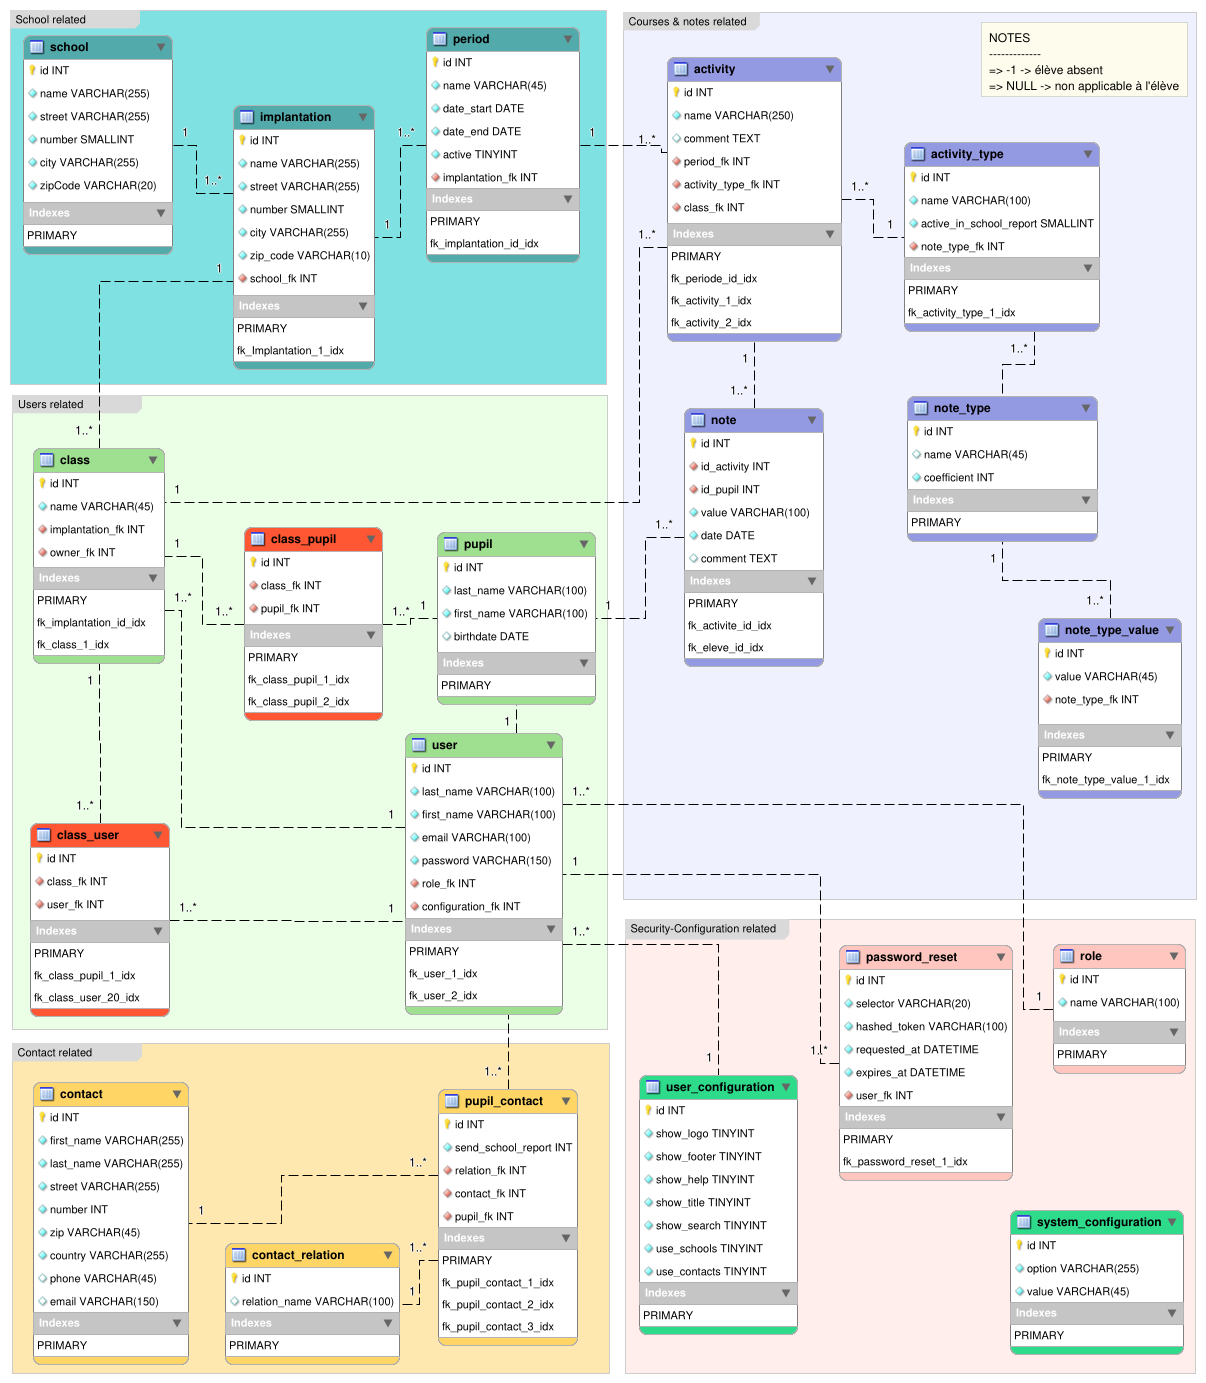 School related
school
id INT
name VARCHAR(255)
street VARCHAR(255)
number SMALLINT
city VARCHAR(255)
zipCode VARCHAR(20)
Indexes
PRIMARY
1
1..*
implantation
id INT
name VARCHAR(255)
street VARCHAR(255)
number SMALLINT
city VARCHAR(255)
zip_code VARCHAR(10)
school_fk INT
Indexes
PRIMARY
fk_Implantation_1_idx
1
1..*
period
id INT
name VARCHAR(45)
date_start DATE
date_end DATE
active TINYINT
implantation_fk INT
Indexes
PRIMARY
fk_implantation_id_idx
1
1..*
1
1..*
Courses & notes related
NOTES
-------------
=> -1 -> élève absent
=> NULL -> non applicable à l'élève
activity
id INT
name VARCHAR(250)
comment TEXT
period_fk INT
activity_type_fk INT
class_fk INT
Indexes
PRIMARY
fk_periode_id_idx
fk_activity_1_idx
fk_activity_2_idx
1..*
1..*
1
activity_type
id INT
name VARCHAR(100)
active_in_school_report SMALLINT
note_type_fk INT
Indexes
PRIMARY
fk_activity_type_1_idx
1..*
1
1..*
note
id INT
id_activity INT
id_pupil INT
value VARCHAR(100)
date DATE
comment TEXT
Indexes
PRIMARY
fk_activite_id_idx
fk_eleve_id_idx
1..*
note_type
id INT
name VARCHAR(45)
coefficient INT
Indexes
PRIMARY
1
1..*
note_type_value
id INT
value VARCHAR(45)
note_type_fk INT
Indexes
PRIMARY
fk_note_type_value_1_idx
Users related
class
id INT
name VARCHAR(45)
implantation_fk INT
owner_fk INT
Indexes
PRIMARY
fk_implantation_id_idx
fk_class_1_idx
1
1
1..*
1
1..*
class_pupil
id INT
class_fk INT
pupil_fk INT
Indexes
PRIMARY
fk_class_pupil_1_idx
fk_class_pupil_2_idx
1..*
1..*
1
pupil
id INT
last_name VARCHAR(100)
first_name VARCHAR(100)
birthdate DATE
Indexes
PRIMARY
1
1
user
id INT
last_name VARCHAR(100)
first_name VARCHAR(100)
email VARCHAR(100)
password VARCHAR(150)
role_fk INT
configuration_fk INT
Indexes
PRIMARY
fk_user_1_idx
fk_user_2_idx
1..*
1
1
1
1..*
class_user
id INT
class_fk INT
user_fk INT
Indexes
PRIMARY
fk_class_pupil_1_idx
fk_class_user_20_idx
1..*
Contact related
contact
id INT
first_name VARCHAR(255)
last_name VARCHAR(255)
street VARCHAR(255)
number INT
zip VARCHAR(45)
country VARCHAR(255)
phone VARCHAR(45)
email VARCHAR(150)
Indexes
PRIMARY
1
contact_relation
id INT
relation_name VARCHAR(100)
Indexes
PRIMARY
1
1..*
1..*
1..*
pupil_contact
id INT
send_school_report INT
relation_fk INT
contact_fk INT
pupil_fk INT
Indexes
PRIMARY
fk_pupil_contact_1_idx
fk_pupil_contact_2_idx
fk_pupil_contact_3_idx
Security-Configuration related
password_reset
id INT
selector VARCHAR(20)
hashed_token VARCHAR(100)
requested_at DATETIME
expires_at DATETIME
user_fk INT
Indexes
PRIMARY
fk_password_reset_1_idx
1..*
role
id INT
name VARCHAR(100)
Indexes
PRIMARY
1
1
user_configuration
id INT
show_logo TINYINT
show_footer TINYINT
show_help TINYINT
show_title TINYINT
show_search TINYINT
use_schools TINYINT
use_contacts TINYINT
Indexes
PRIMARY
system_configuration
id INT
option VARCHAR(255)
value VARCHAR(45)
Indexes
PRIMARY